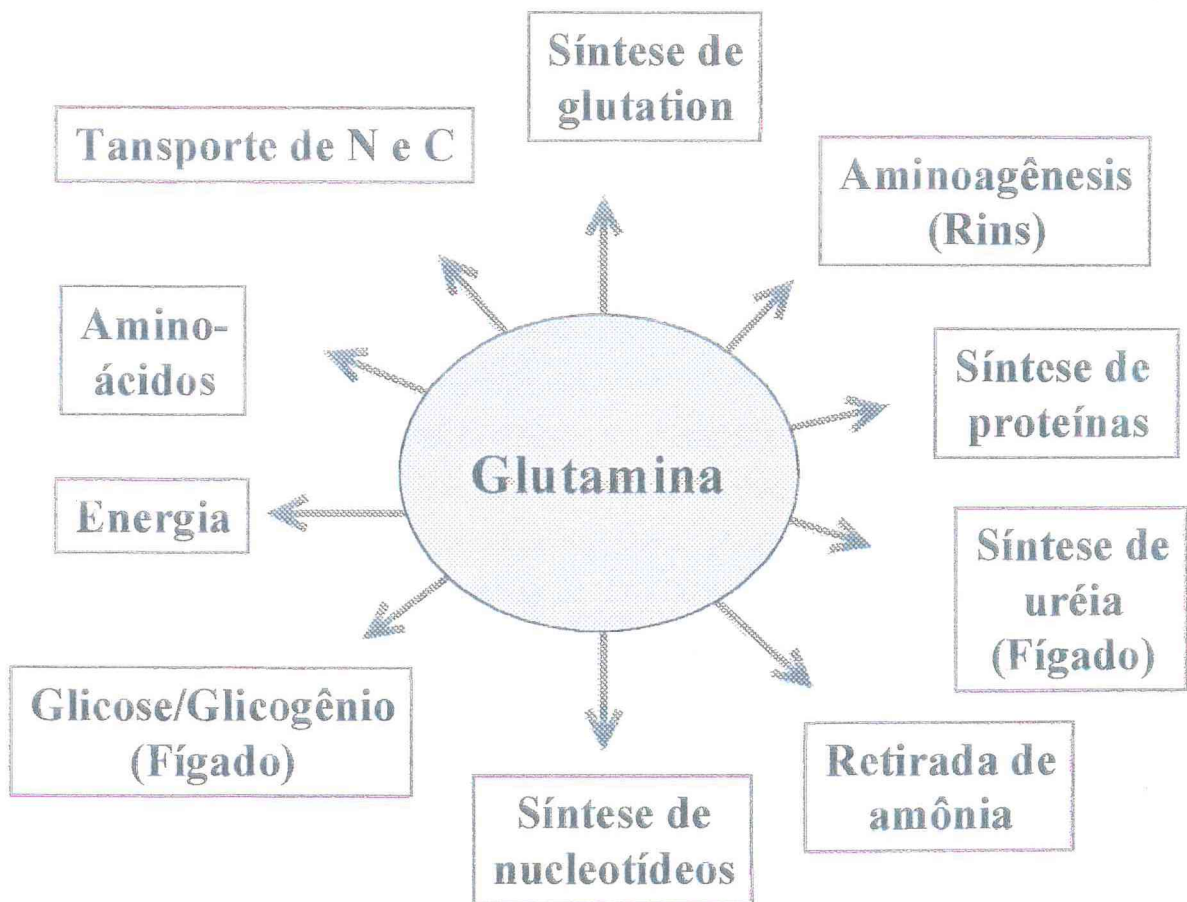 Síntese de
glutation
Tansporte de N e C
Aminoagênesis
(Rins)
Amino-
ácidos
Síntese de
proteínas
Glutamina
Energia
Síntese de
uréia
(Fígado)
Glicose/Glicogênio
(Fígado)
Retirada de
amônia
Síntese de
nucleotídeos